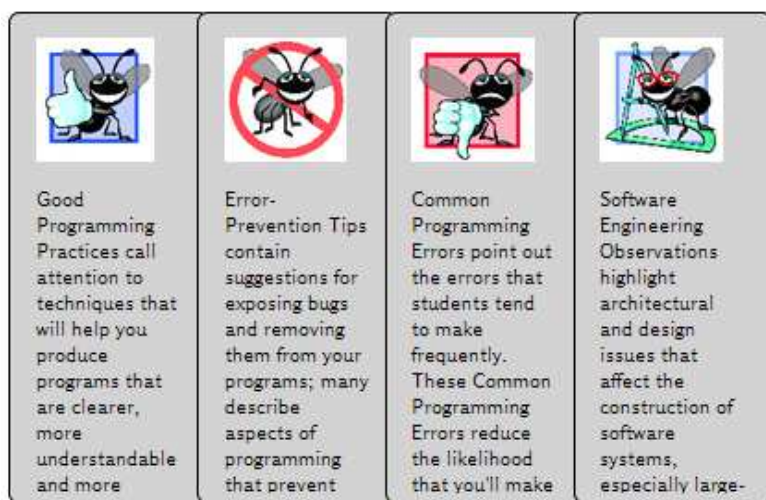 Good
Programming
Practices call
attention to
techniques that
will help you
produce
programs that
are clearer,
more
understandable
and more
Error-
Prevention Tips
contain
suggestions for
exposing bugs
and removing
them from your
programs; many
describe
aspects of
programming
that prevent
Common
Programming
Errors point out
the errors that
students tend
to make
frequently.
These Common
Programming
Errors reduce
the likelihood
that you'll make
Software
Engineering
Observations
highlight
architectural
and design
issues that
affect the
construction of
software
systems,
especially large-